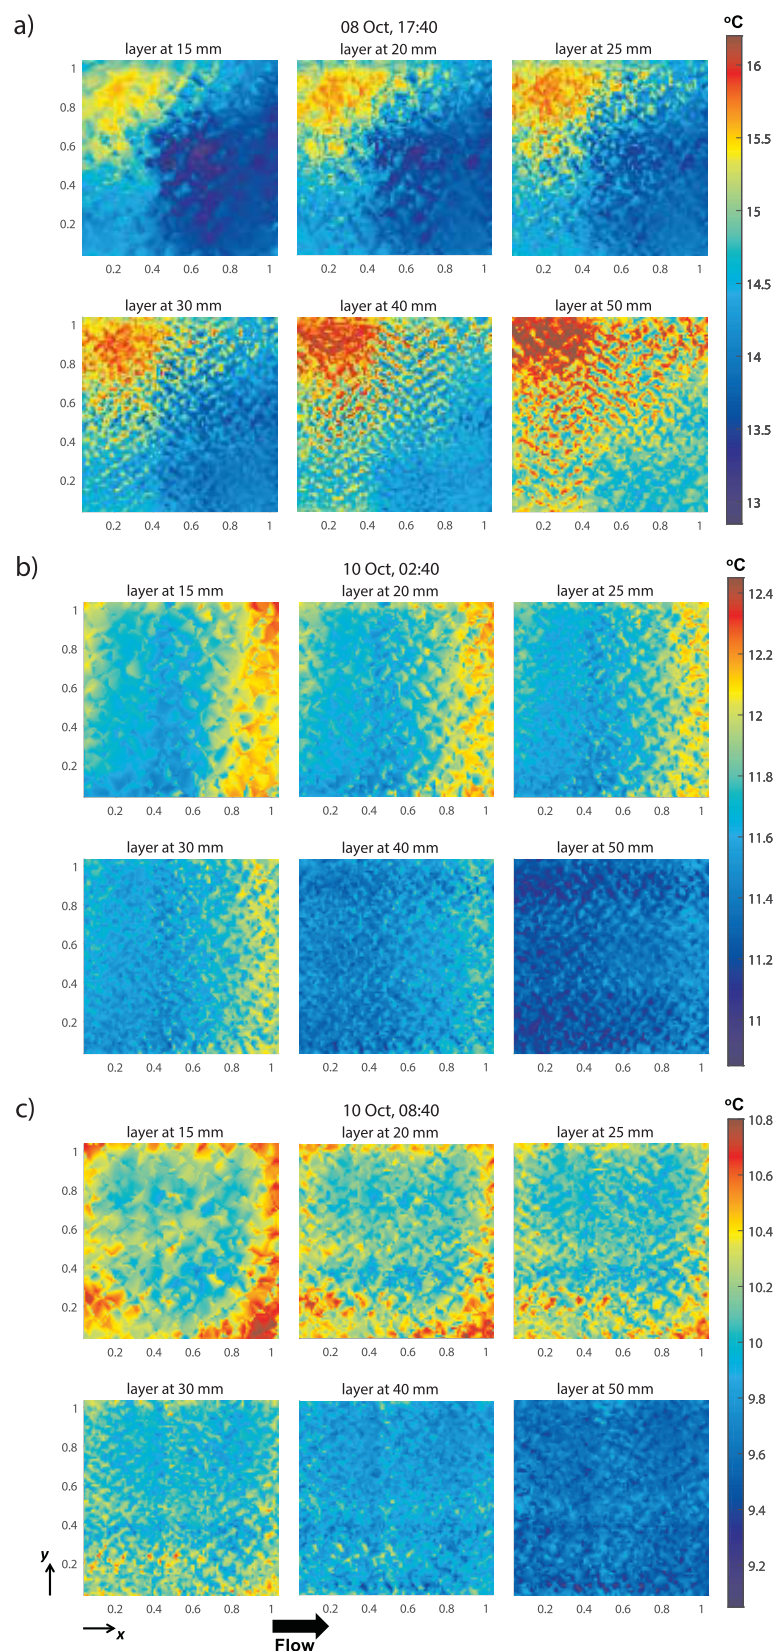 a)
08 Oct, 17:40
°C
layer at 15 mm
layer at 20 mm
layer at 25 mm
1
0.8
0.6
0.4
0.2
0.2 0.4 0.6 0.8 1
0.2 0.4 0.6 0.8 1
0.2 0.4 0.6 0.8 1
layer at 30 mm
layer at 40 mm
layer at 50 mm
1
0.8
0.6
0.4
0.2
0.2 0.4 0.6 0.8 1
0.2 0.4 0.6 0.8 1
0.2 0.4 0.6 0.8 1
16
15.5
15
14.5
14
13.5
13
b)
10 Oct, 02:40
°C
layer at 15 mm
layer at 20 mm
layer at 25 mm
1
0.8
0.6
0.4
0.2
0.2 0.4 0.6 0.8 1
0.2 0.4 0.6 0.8 1
0.2 0.4 0.6 0.8 1
layer at 30 mm
layer at 40 mm
layer at 50 mm
1
0.8
0.6
0.4
0.2
0.2 0.4 0.6 0.8 1
0.2 0.4 0.6 0.8 1
0.2 0.4 0.6 0.8 1
12.4
12.2
12
11.8
11.6
11.4
11.2
11
c)
10 Oct, 08:40
°C
layer at 15 mm
layer at 20 mm
layer at 25 mm
1
0.8
0.6
0.4
0.2
0.2 0.4 0.6 0.8 1
0.2 0.4 0.6 0.8 1
0.2 0.4 0.6 0.8 1
layer at 30 mm
layer at 40 mm
layer at 50 mm
1
0.8
0.6
0.4
0.2
0.2 0.4 0.6 0.8 1
0.2 0.4 0.6 0.8 1
0.2 0.4 0.6 0.8 1
10.8
10.6
10.4
10.2
10
9.8
9.6
9.4
9.2
y
x
Flow